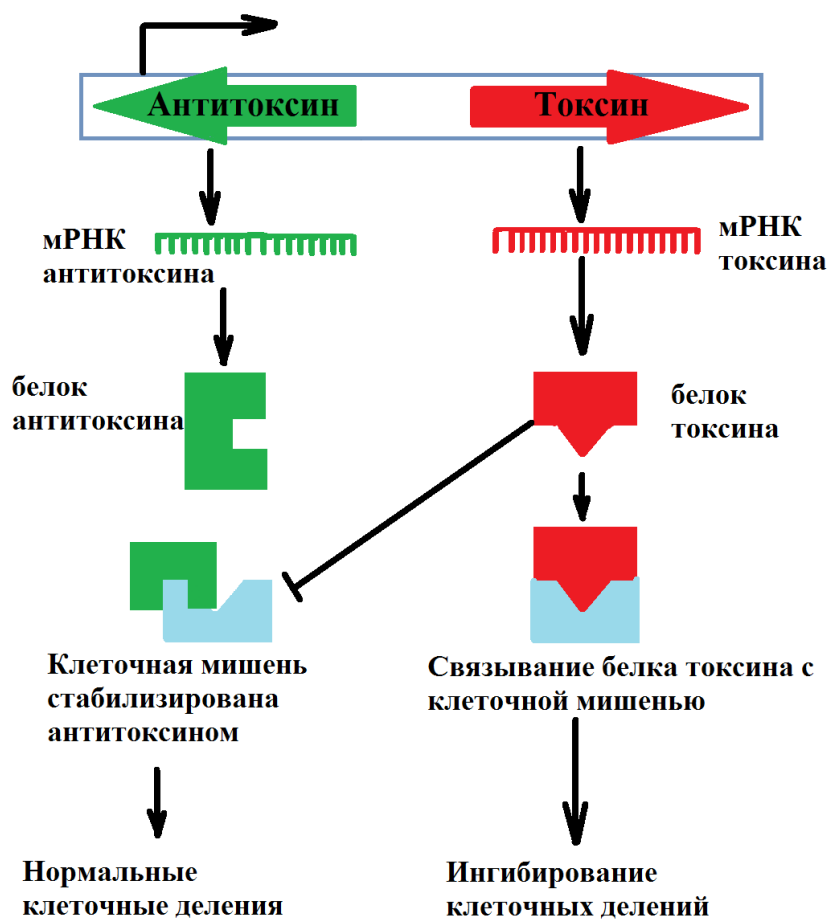 Антитоксин
Токсин
мРНК
антитоксина
мРНК
токсина
белок
антитоксина
белок
токсина
Клеточная мишень
стабилизирована
антитоксином
Связывание белка токсина с
клеточной мишенью
Нормальные
клеточные деления
Ингибирование
клеточных делений